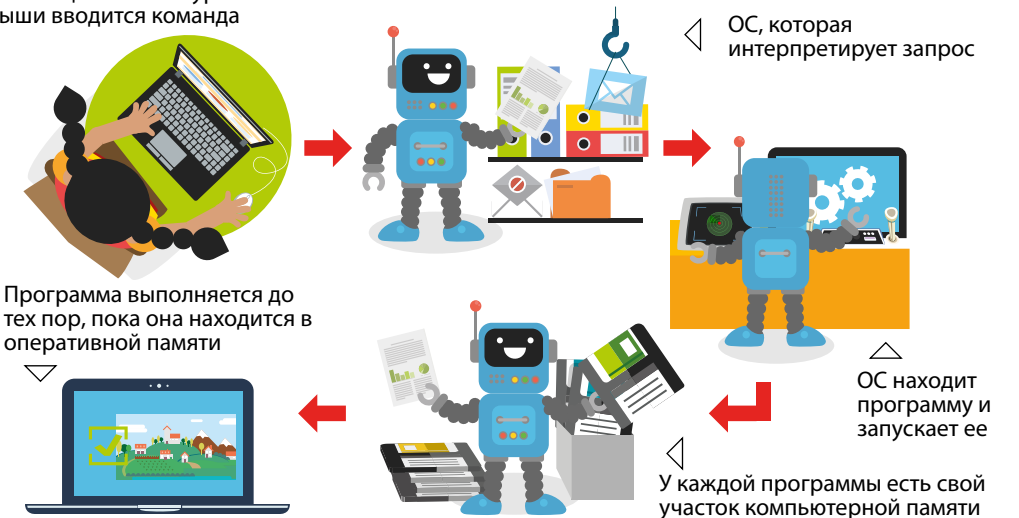 вводится команда
ОС, которая
интерпретирует запрос
ОС находит
программу и
запускает ее
У каждой программы есть свой
участок компьютерной памяти
Программа выполняется до
тех пор, пока она находится в
оперативной памяти